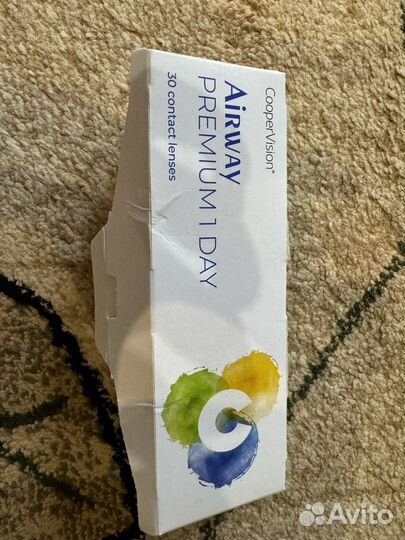 CooperVision®
AiRWAY
PREMIUM 1 DAY
30 contact lenses
Avito